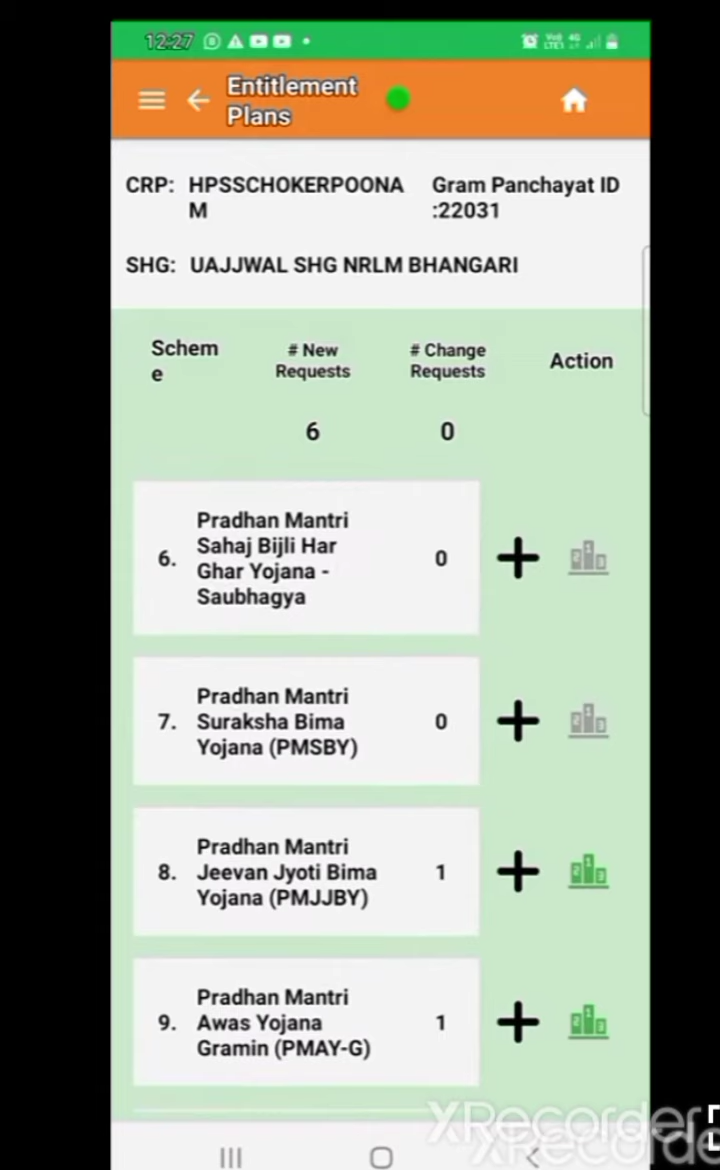 12:27
Entitlement
Plans
CRP: HPSSCHOKERPOONA
M
Gram Panchayat ID
:22031
SHG: UAJJWAL SHG NRLM BHANGARI
Schem
e
# New
Requests
# Change
Requests
Action
6 0
6. Pradhan Mantri
Sahaj Bijli Har
Ghar Yojana -
Saubhagya
0
7. Pradhan Mantri
Suraksha Bima
Yojana (PMSBY)
0
8. Pradhan Mantri
Jeevan Jyoti Bima
Yojana (PMJJBY)
1
9. Pradhan Mantri
Awas Yojana
Gramin (PMAY-G)
1
XRecorder
XRecorder